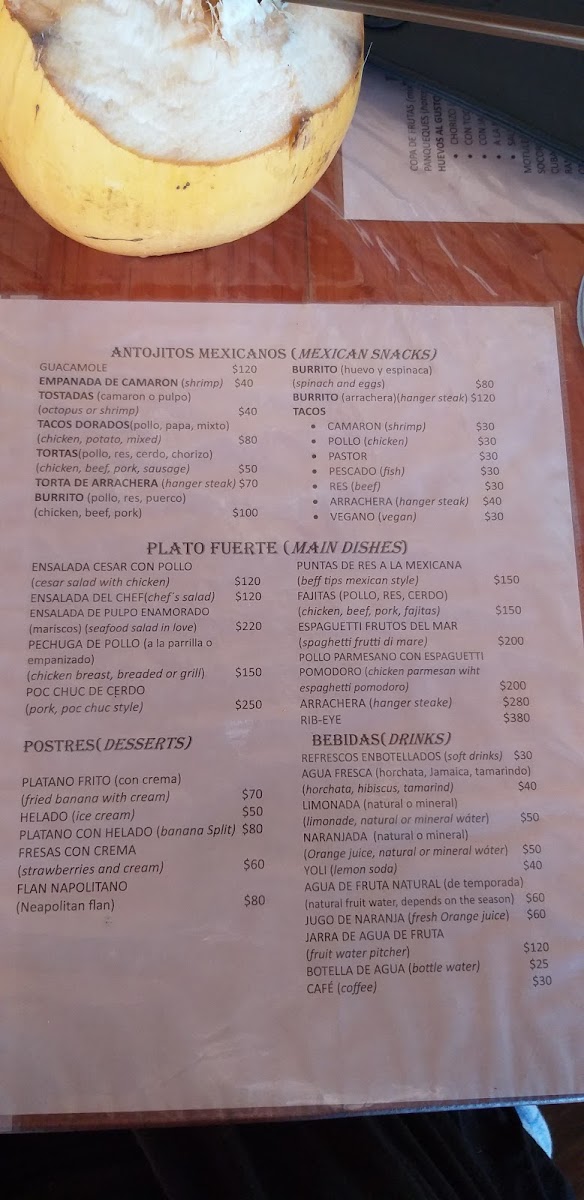 COPA DE FRUTAS
PANQUEQUES
HUEVOS AL GUSTO
• CHORIZO
ANTOJITOS MEXICANOS (MEXICAN SNACKS)
GUACAMOLE $120
EMPANADA DE CAMARON (shrimp) $40
TOSTADAS (camaron o pulpo)
(octopus or shrimp) $40
TACOS DORADOS(pollo, papa, mixto)
(chicken, potato, mixed) $80
TORTAS(pollo, res, cerdo, chorizo)
(chicken, beef, pork, sausage) $50
TORTA DE ARRACHERA (hanger steak) $70
BURRITO (pollo, res, puerco)
(chicken, beef, pork) $100
BURRITO (huevo y espinaca)
(spinach and eggs) $80
BURRITO (arrachera)(hanger steak) $120
TACOS
• CAMARON (shrimp) $30
• POLLO (chicken) $30
• PASTOR $30
• PESCADO (fish) $30
• RES (beef) $30
• ARRACHERA (hanger steak) $40
• VEGANO (vegan) $30
PLATO FUERTE (MAIN DISHES)
ENSALADA CESAR CON POLLO
(cesar salad with chicken) $120
ENSALADA DEL CHEF(chef´s salad) $120
ENSALADA DE PULPO ENAMORADO
(mariscos) (seafood salad in love) $220
PECHUGA DE POLLO (a la parrilla o
empanizado)
(chicken breast, breaded or grill) $150
POC CHUC DE CERDO
(pork, poc chuc style) $250
PUNTAS DE RES A LA MEXICANA
(beff tips mexican style) $150
FAJITAS (POLLO, RES, CERDO)
(chicken, beef, pork, fajitas) $150
ESPAGUETTI FRUTOS DEL MAR
(spaghetti frutti di mare) $200
POLLO PARMESANO CON ESPAGUETTI
POMODORO (chicken parmesan wiht
espaghetti pomodoro) $200
ARRACHERA (hanger steake) $280
RIB-EYE $380
POSTRES(DESSERTS)
PLATANO FRITO (con crema)
(fried banana with cream) $70
HELADO (ice cream) $50
PLATANO CON HELADO (banana Split) $80
FRESAS CON CREMA
(strawberries and cream) $60
FLAN NAPOLITANO
(Neapolitan flan) $80
BEBIDAS(DRINKS)
REFRESCOS ENBOTELLADOS (soft drinks) $30
AGUA FRESCA (horchata, Jamaica, tamarindo)
(horchata, hibiscus, tamarind) $40
LIMONADA (natural o mineral)
(limonade, natural or mineral wáter) $50
NARANJADA (natural o mineral)
(Orange juice, natural or mineral wáter) $50
YOLI (lemon soda) $40
AGUA DE FRUTA NATURAL (de temporada)
(natural fruit water, depends on the season) $60
JUGO DE NARANJA (fresh Orange juice) $60
JARRA DE AGUA DE FRUTA
(fruit water pitcher) $120
BOTELLA DE AGUA (bottle water) $25
CAFÉ (coffee) $30